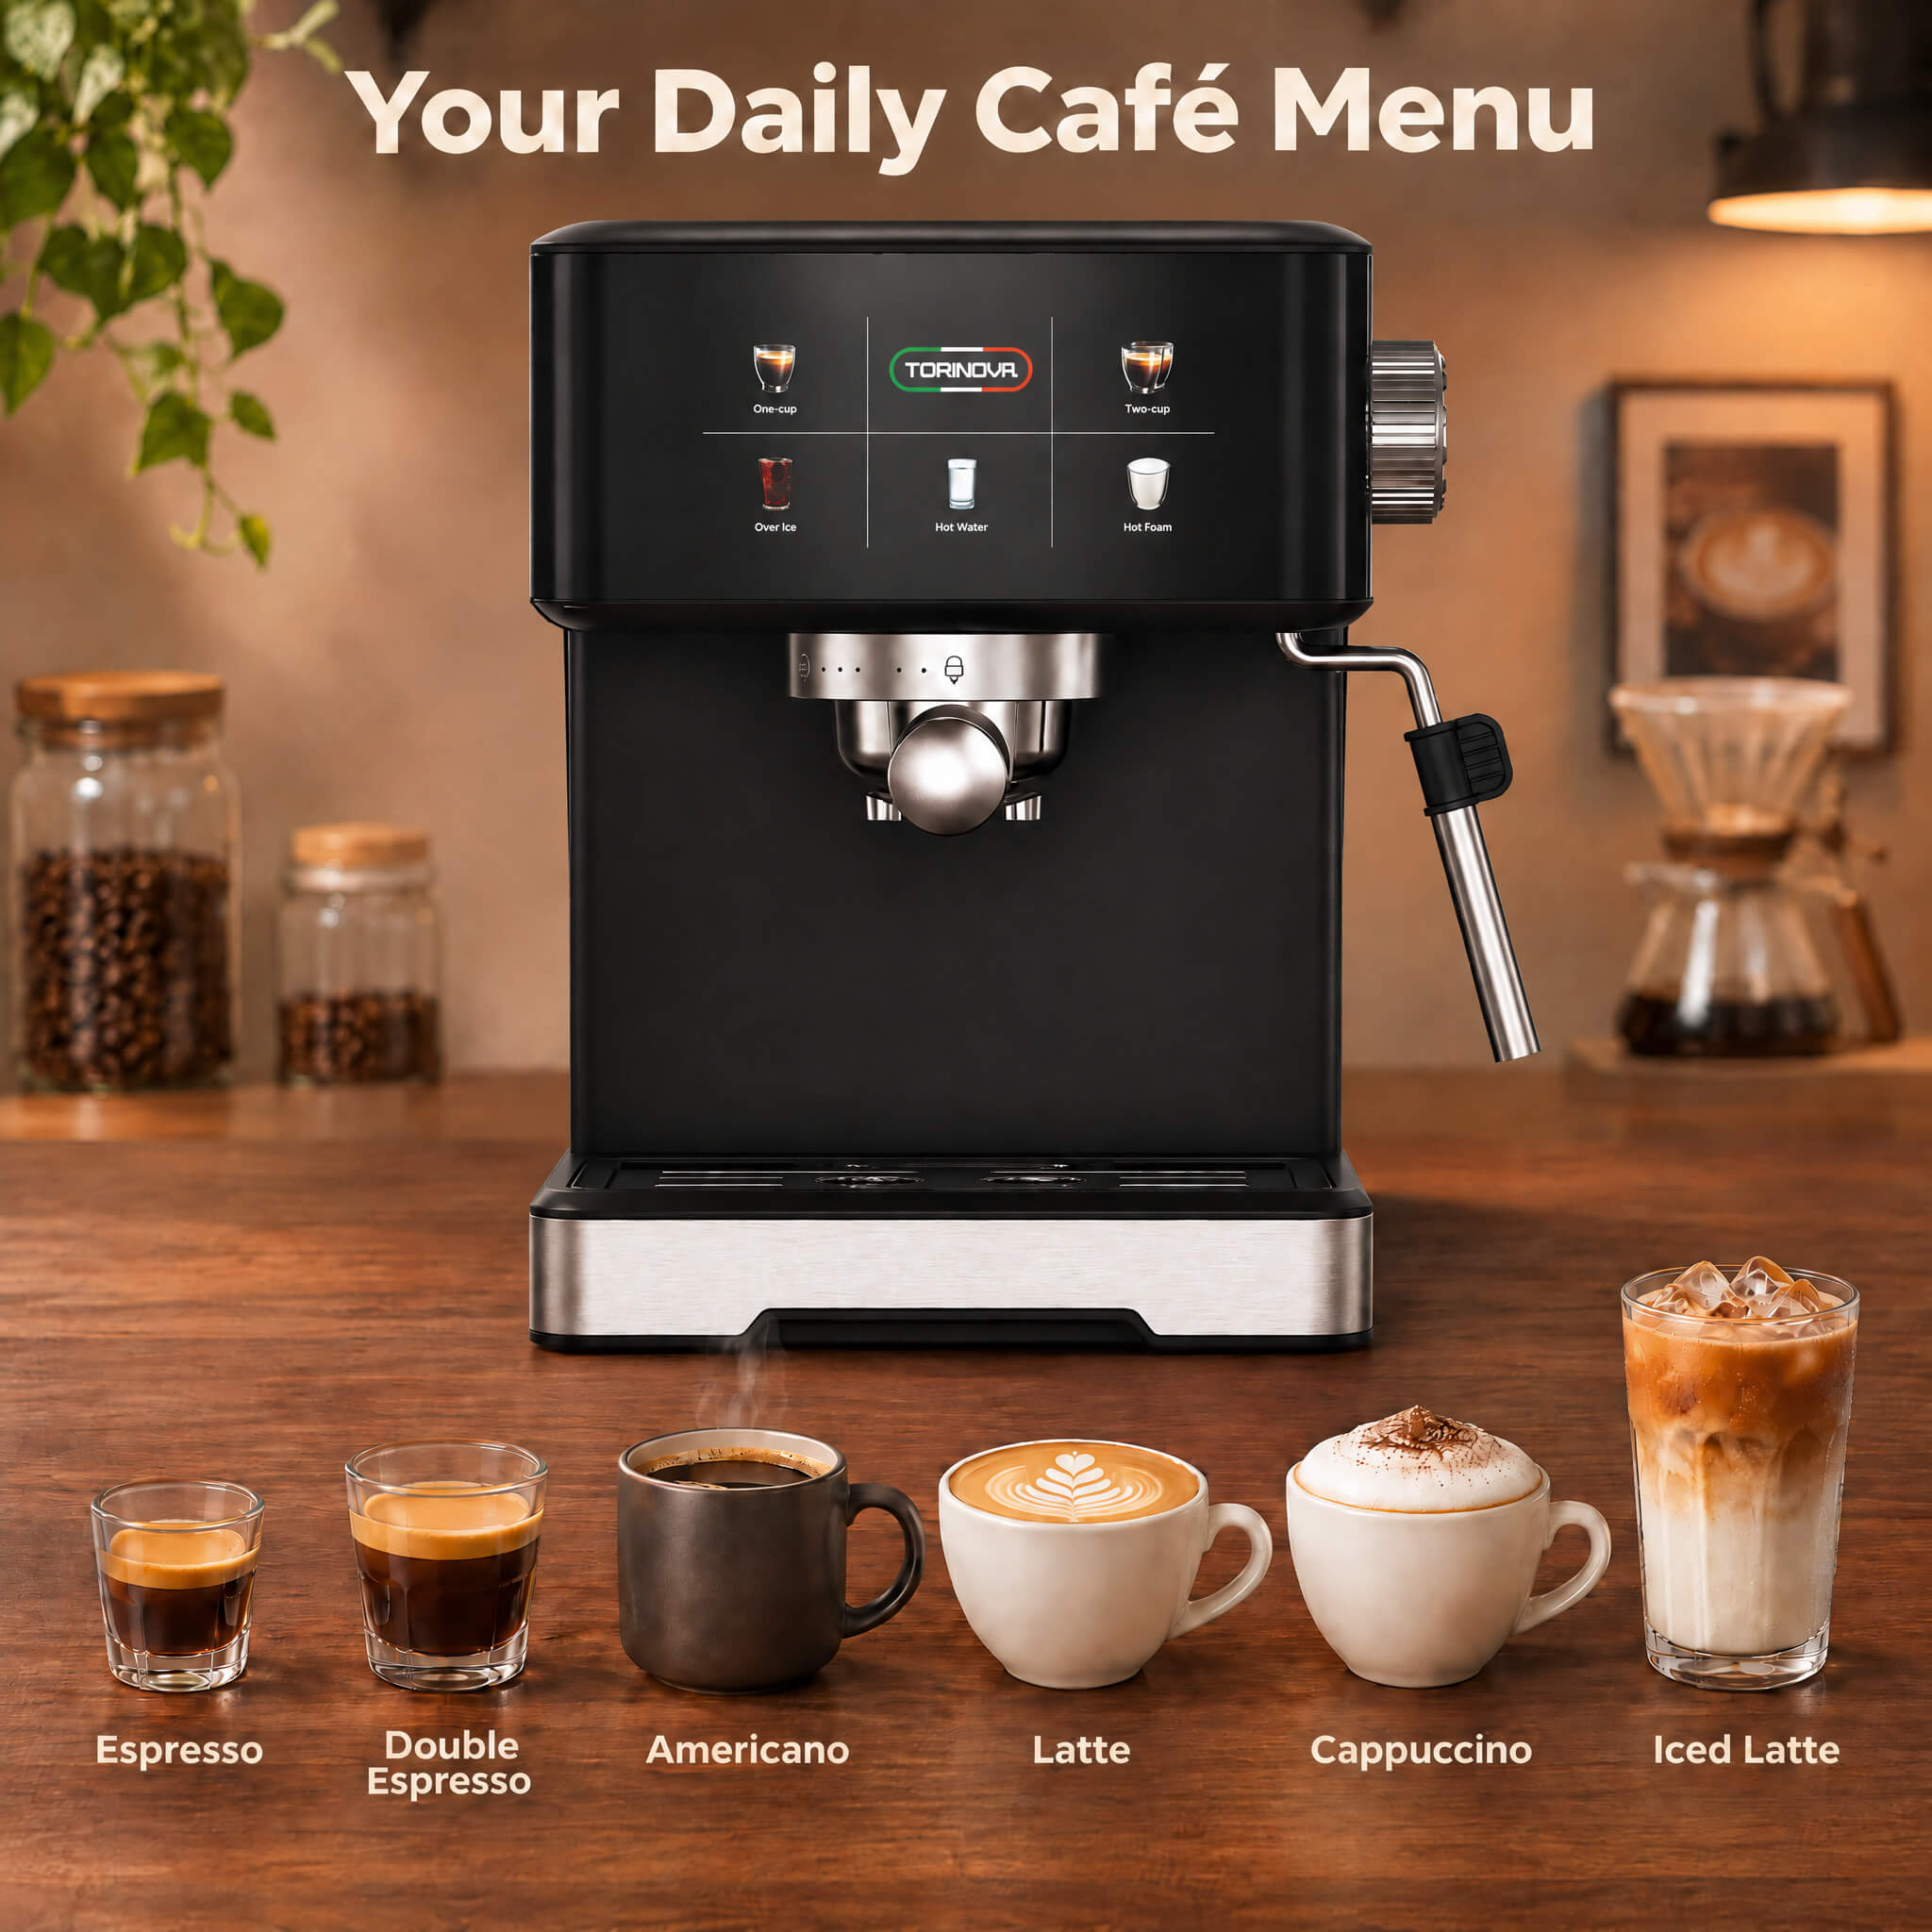 Your Daily Café Menu
One-cup
TORINOVA
Two-cup
Over Ice
Hot Water
Hot Foam
Espresso
Double
Espresso
Americano
Latte
Cappuccino
Iced Latte